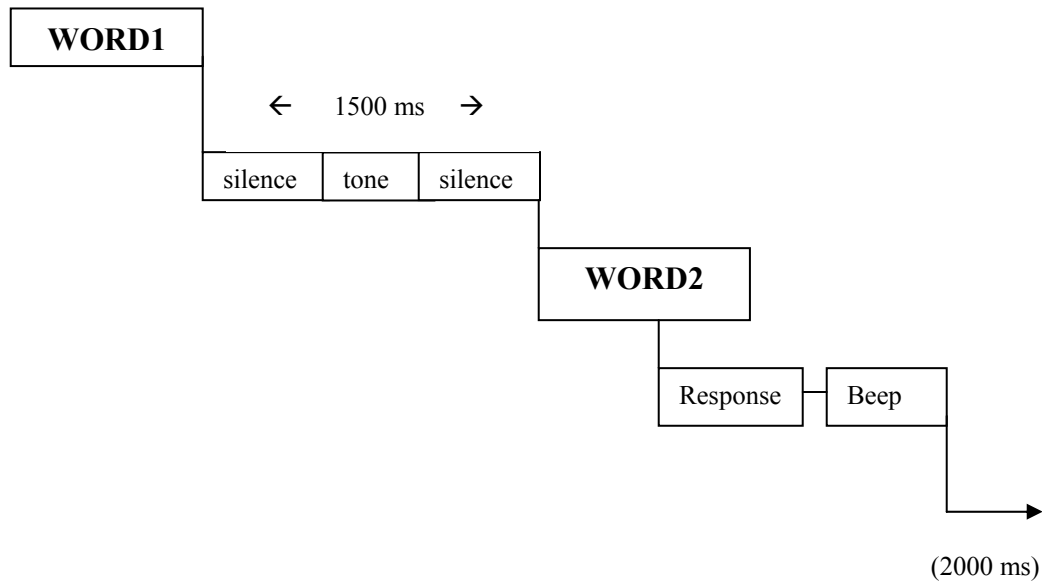 WORD1
← 1500 ms →
silence tone silence
WORD2
Response Beep
(2000 ms)